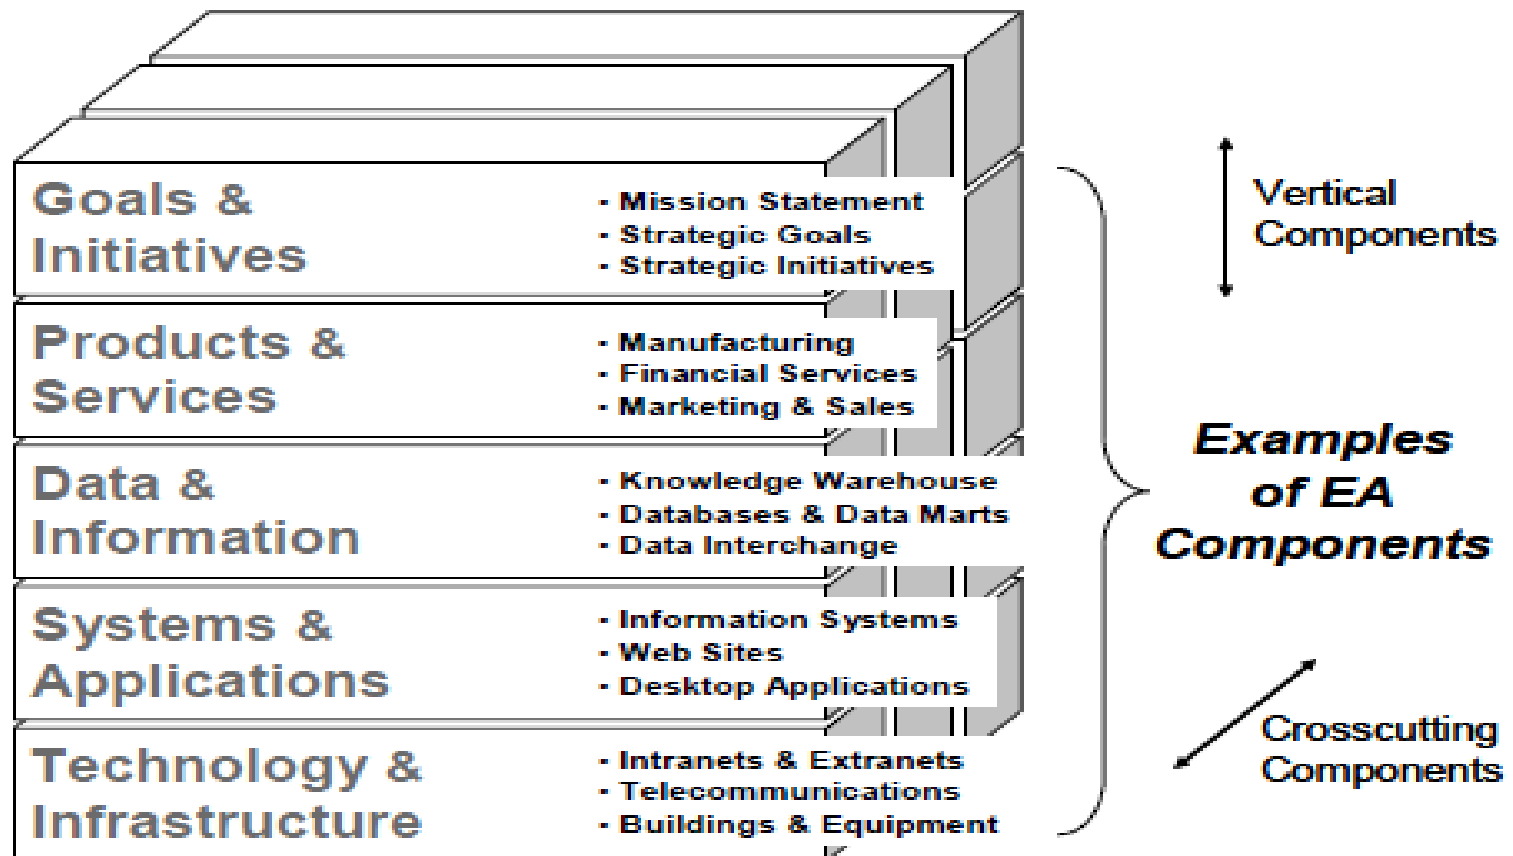 Goals &
Initiatives
- Mission Statement
- Strategic Goals
- Strategic Initiatives
Products &
Services
- Manufacturing
- Financial Services
- Marketing & Sales
Data &
Information
- Knowledge Warehouse
- Databases & Data Marts
- Data Interchange
Systems &
Applications
- Information Systems
- Web Sites
- Desktop Applications
Technology &
Infrastructure
- Intranets & Extranets
- Telecommunications
- Buildings & Equipment
Vertical
Components
Examples
of EA
Components
Crosscutting
Components